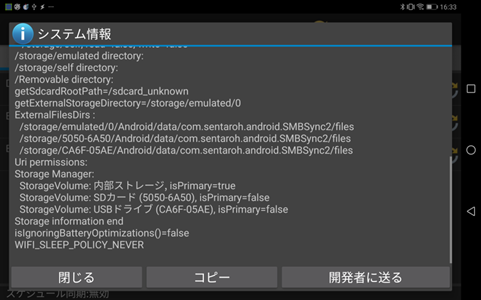 16:33
システム情報
/storage/emulated directory:
/storage/self directory:
/Removable directory:
getSdcardRootPath=/sdcard_unknown
getExternalStorageDirectory=/storage/emulated/0
ExternalFilesDirs :
/storage/emulated/0/Android/data/com.sentaroh.android.SMBSync2/files
/storage/5050-6A50/Android/data/com.sentaroh.android.SMBSync2/files
/storage/CA6F-05AE/Android/data/com.sentaroh.android.SMBSync2/files
Uri permissions:
Storage Manager:
StorageVolume: 内部ストレージ, isPrimary=true
StorageVolume: SDカード (5050-6A50), isPrimary=false
StorageVolume: USBドライブ (CA6F-05AE), isPrimary=false
Storage information end
isIgnoringBatteryOptimizations()=false
WIFI_SLEEP_POLICY_NEVER
閉じる
コピー
開発者に送る
スケジュール同期:無効